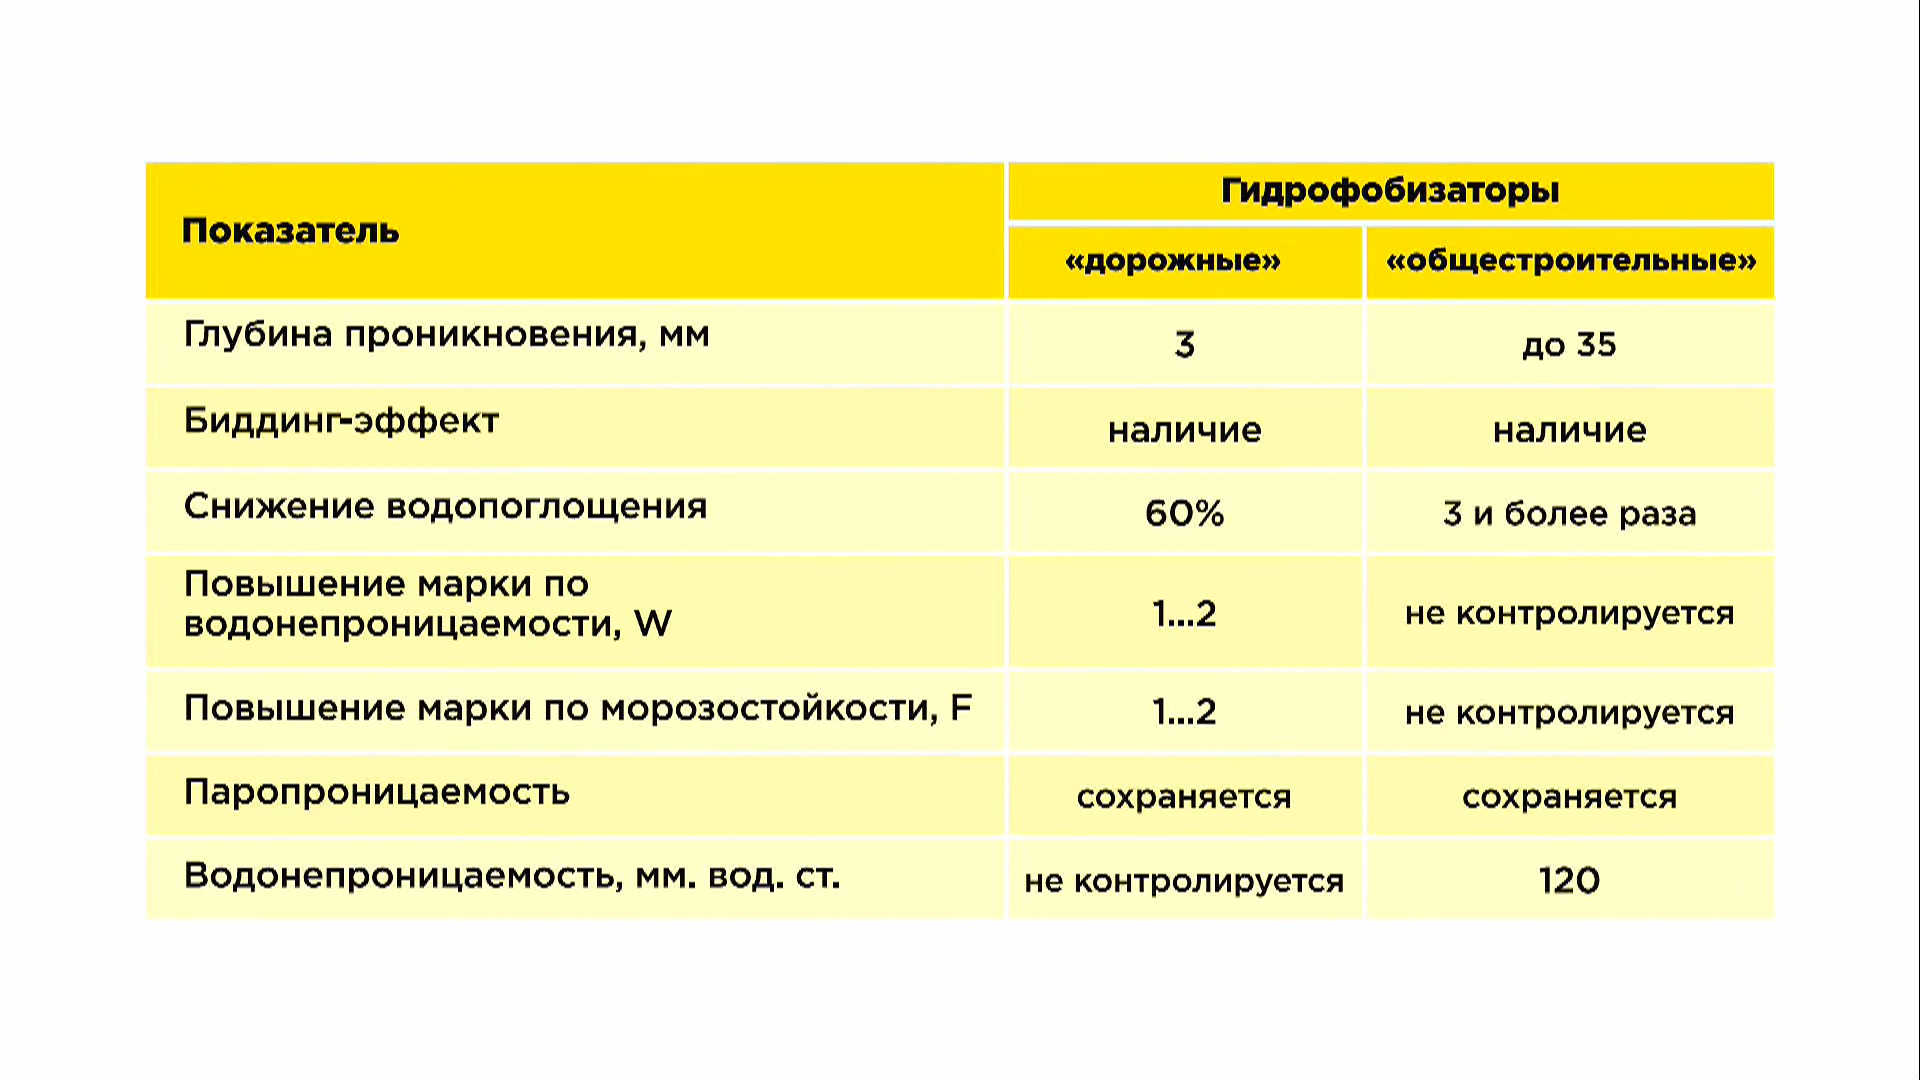 Показатель
Гидрофобизаторы
«дорожные»
«общестроительные»
Глубина проникновения, мм
3
до 35
Биддинг-эффект
наличие
наличие
Снижение водопоглощения
60%
3 и более раза
Повышение марки по
водонепроницаемости, W
1...2
не контролируется
Повышение марки по морозостойкости, F
1...2
не контролируется
Паропроницаемость
сохраняется
сохраняется
Водонепроницаемость, мм. вод. ст.
не контролируется
120